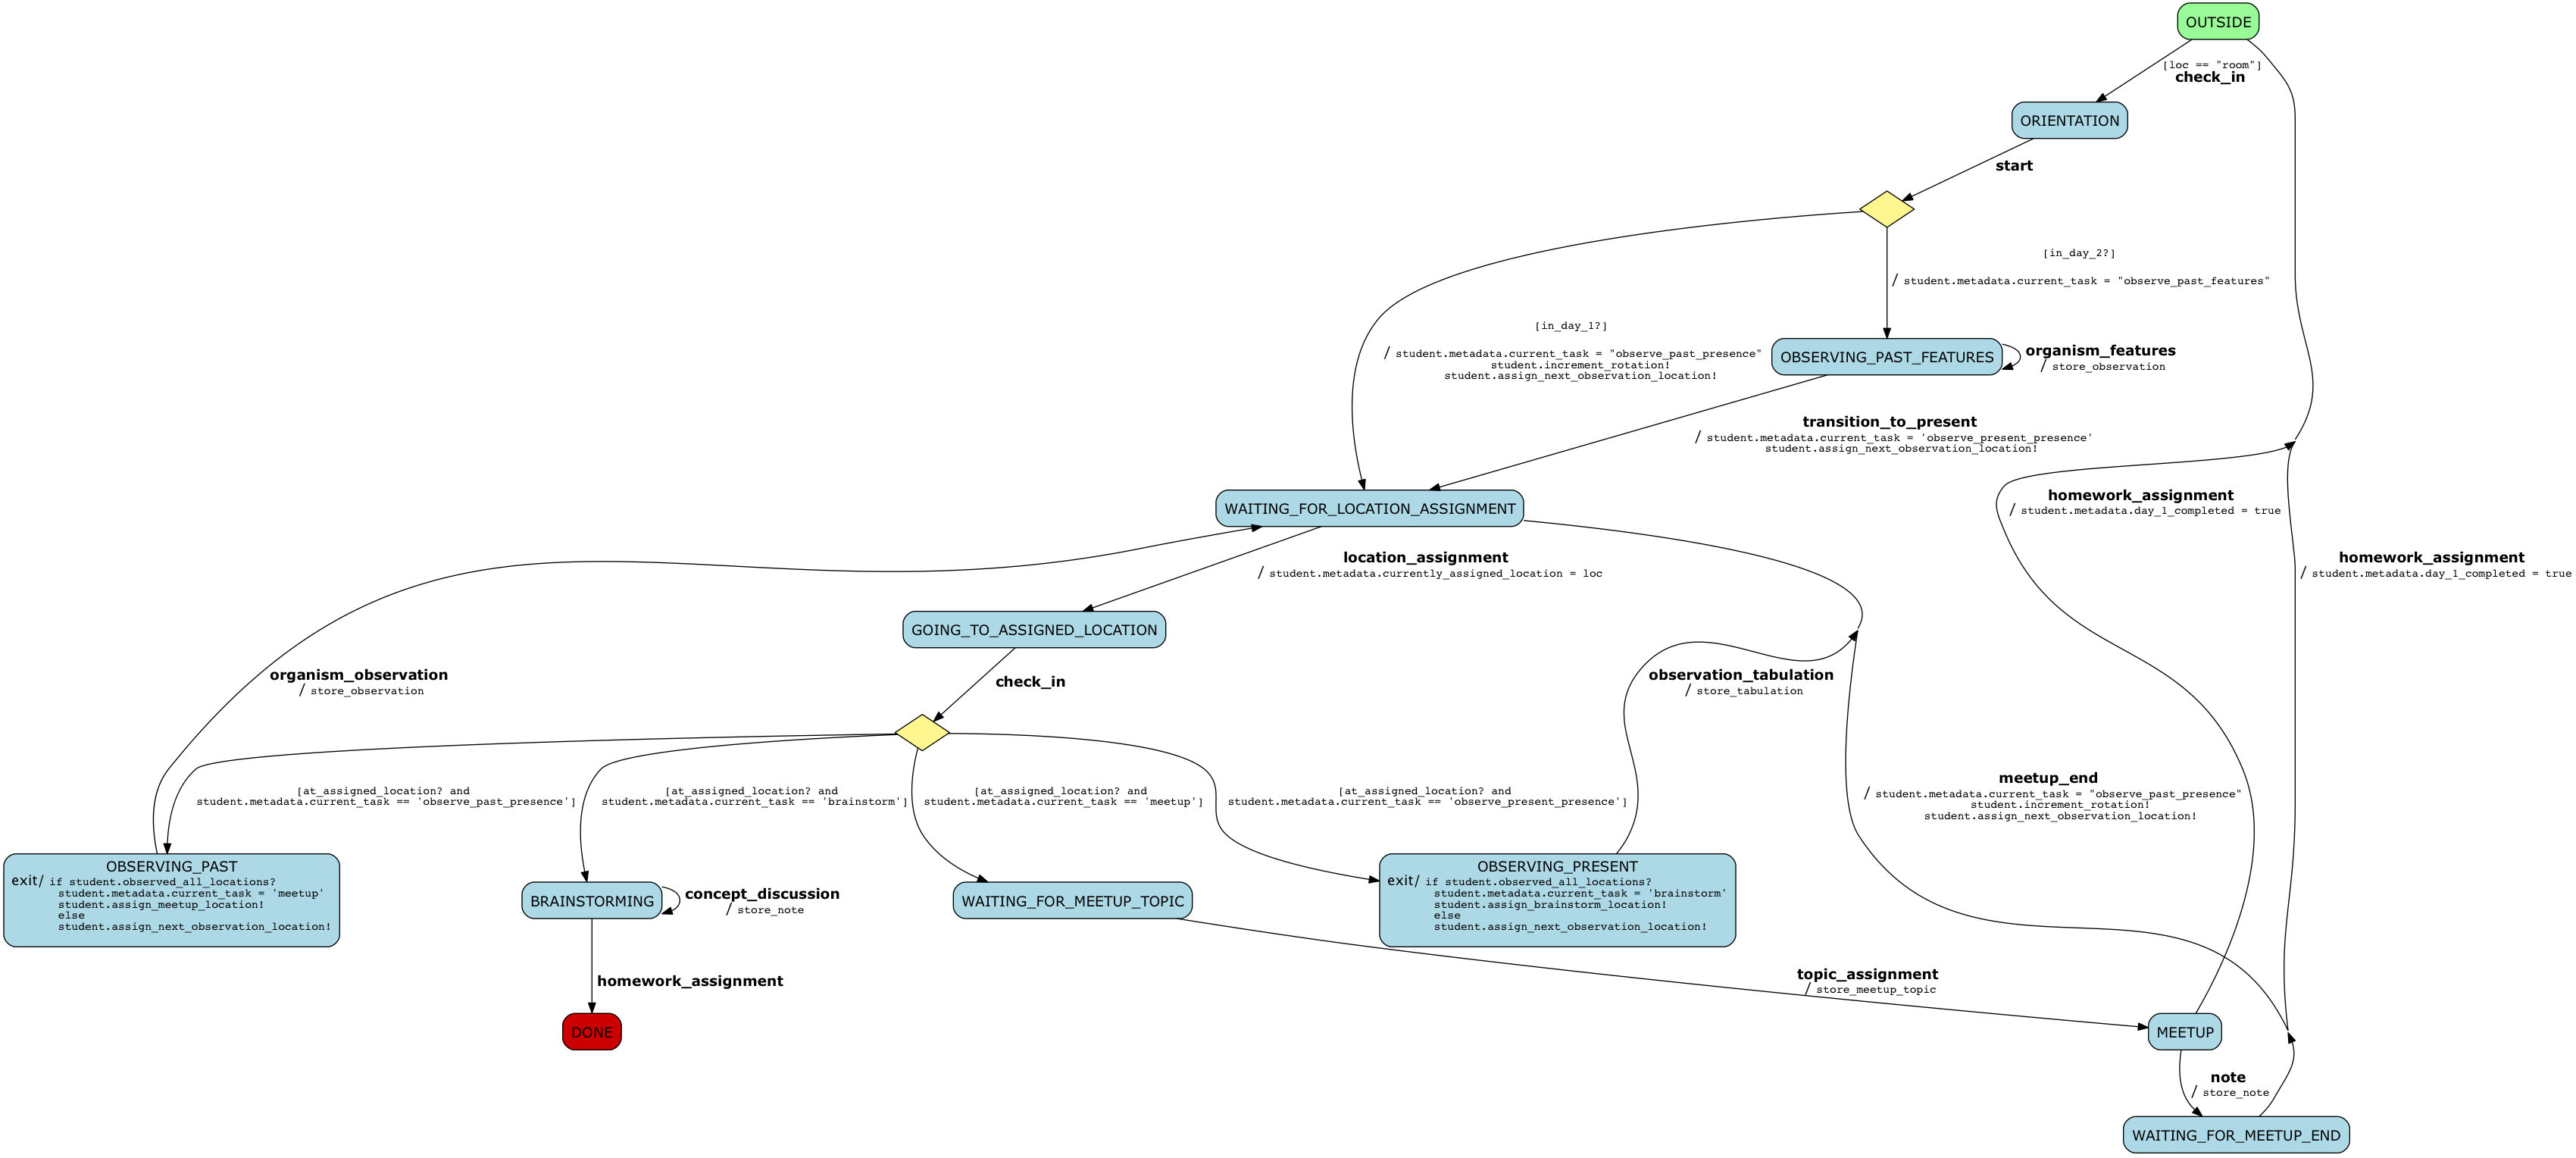 OUTSIDE
[loc == "room"]
check_in
ORIENTATION
start
[in_day_2?]
/ student.metadata.current_task = "observe_past_features"
[in_day_1?]
/ student.metadata.current_task = "observe_past_presence"
student.increment_rotation!
student.assign_next_observation_location!
OBSERVING_PAST_FEATURES
organism_features
/ store_observation
transition_to_present
/ student.metadata.current_task = 'observe_present_presence'
student.assign_next_observation_location!
WAITING_FOR_LOCATION_ASSIGNMENT
homework_assignment
/ student.metadata.day_1_completed = true
location_assignment
/ student.metadata.currently_assigned_location = loc
homework_assignment
/ student.metadata.day_1_completed = true
GOING_TO_ASSIGNED_LOCATION
organism_observation
/ store_observation
check_in
observation_tabulation
/ store_tabulation
[at_assigned_location? and
student.metadata.current_task == 'observe_past_presence']
[at_assigned_location? and
student.metadata.current_task == 'brainstorm']
[at_assigned_location? and
student.metadata.current_task == 'meetup']
[at_assigned_location? and
student.metadata.current_task == 'observe_present_presence']
meetup_end
/ student.metadata.current_task = "observe_past_presence"
student.increment_rotation!
student.assign_next_observation_location!
OBSERVING_PAST
exit/ if student.observed_all_locations?
student.metadata.current_task = 'meetup'
student.assign_meetup_location!
else
student.assign_next_observation_location!
BRAINSTORMING
concept_discussion
/ store_note
WAITING_FOR_MEETUP_TOPIC
OBSERVING_PRESENT
exit/ if student.observed_all_locations?
student.metadata.current_task = 'brainstorm'
student.assign_brainstorm_location!
else
student.assign_next_observation_location!
homework_assignment
topic_assignment
/ store_meetup_topic
DONE
MEETUP
note
/ store_note
WAITING_FOR_MEETUP_END